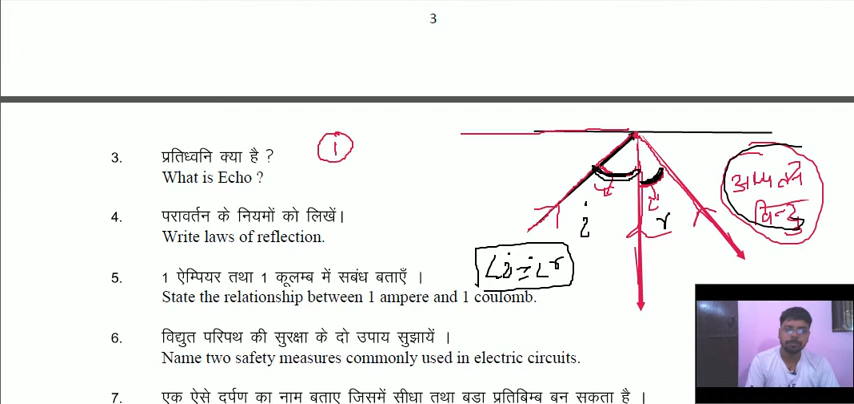 3
3. प्रतिध्वनि क्या है ?
What is Echo ?
1
4. परावर्तन के नियमों को लिखें।
Write laws of reflection.
5. 1 ऐम्पियर तथा 1 कूलम्ब में सबंध बताएँ ।
State the relationship between 1 ampere and 1 coulomb.
6. विद्युत परिपथ की सुरक्षा के दो उपाय सुझायें ।
Name two safety measures commonly used in electric circuits.
7. एक ऐसे दर्पण का नाम बताए जिसमें सीधा तथा बड़ा प्रतिबिम्ब बन सकता है ।
i r
∠i = ∠r
बिन्दु